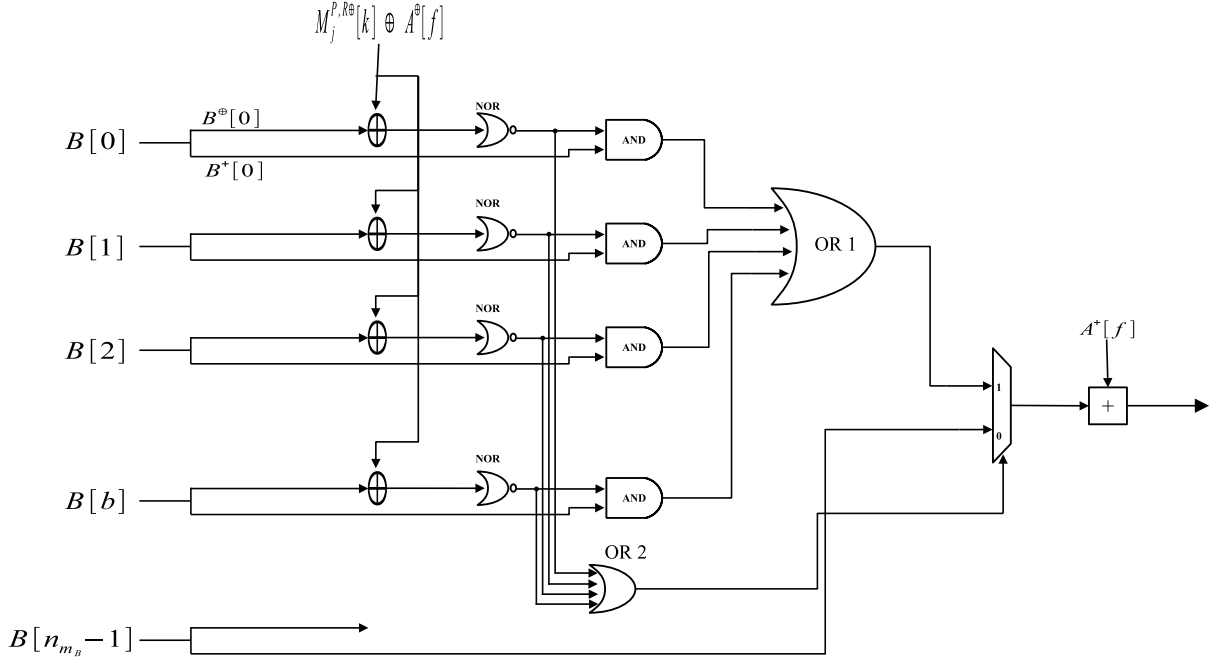 M_j^{P,R⊕}[k] ⊕ A^⊕[f]
B[0]
B^⊕[0]
B^+[0]
NOR
AND
B[1]
NOR
AND
OR 1
B[2]
NOR
AND
A^+[f]
1
0
+
B[b]
NOR
AND
OR 2
B[n_{m_B}-1]